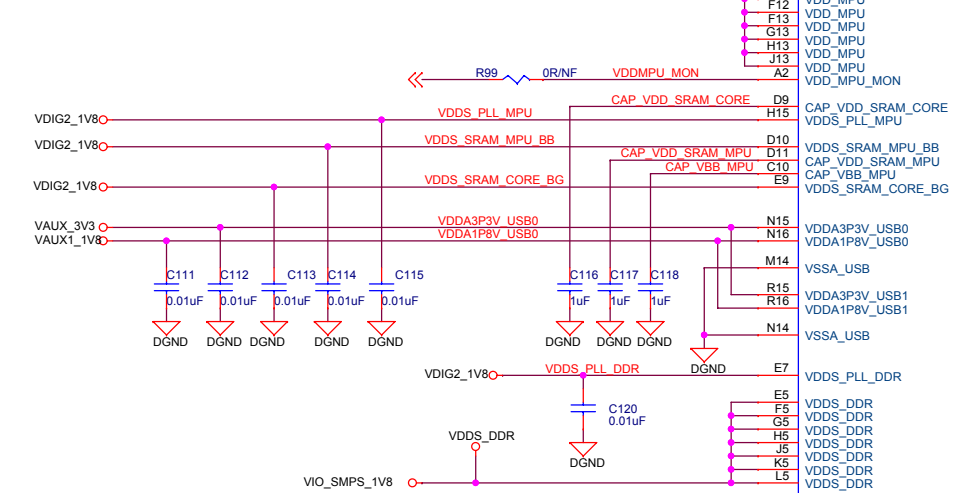 VDD_MPU
F12 VDD_MPU
F13 VDD_MPU
G13 VDD_MPU
H13 VDD_MPU
J13 VDD_MPU
R99 0R/NF VDDMPU_MON A2 VDD_MPU_MON
CAP_VDD_SRAM_CORE D9 CAP_VDD_SRAM_CORE
VDIG2_1V8 VDDS_PLL_MPU H15 VDDS_PLL_MPU
VDIG2_1V8 VDDS_SRAM_MPU_BB D10 VDDS_SRAM_MPU_BB
CAP_VDD_SRAM_MPU D11 CAP_VDD_SRAM_MPU
CAP_VBB_MPU C10 CAP_VBB_MPU
VDIG2_1V8 VDDS_SRAM_CORE_BG E9 VDDS_SRAM_CORE_BG
VAUX_3V3 VDDA3P3V_USB0 N15 VDDA3P3V_USB0
VAUX1_1V8 VDDA1P8V_USB0 N16 VDDA1P8V_USB0
M14 VSSA_USB
C111 C112 C113 C114 C115 C116 C117 C118
R15 VDDA3P3V_USB1
0.01uF 0.01uF 0.01uF 0.01uF 0.01uF 1uF 1uF 1uF
R16 VDDA1P8V_USB1
N14 VSSA_USB
DGND DGND DGND DGND DGND DGND DGND DGND
DGND
VDIG2_1V8 VDDS_PLL_DDR E7 VDDS_PLL_DDR
E5 VDDS_DDR
C120
F5 VDDS_DDR
0.01uF
G5 VDDS_DDR
VDDS_DDR
H5 VDDS_DDR
J5 VDDS_DDR
DGND
K5 VDDS_DDR
VIO_SMPS_1V8 L5 VDDS_DDR